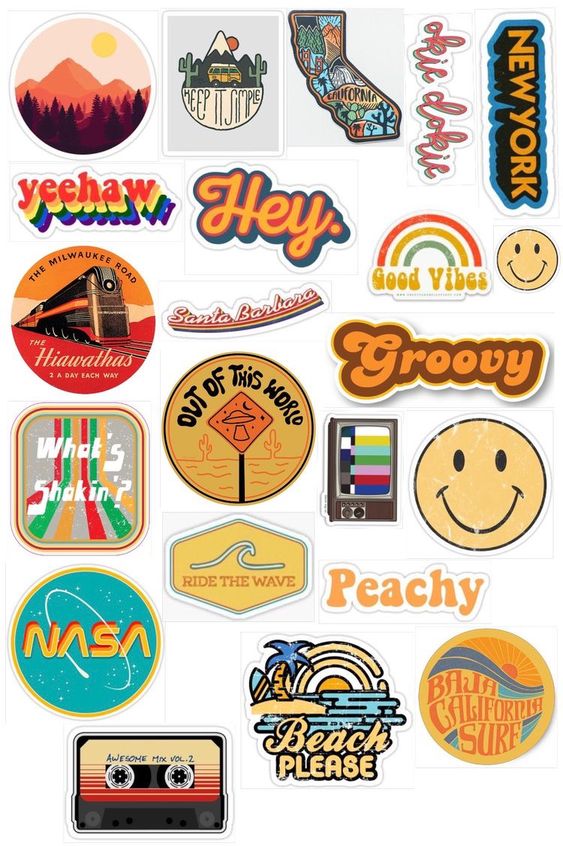 KEEP IT SIMPLE
CALIFORNIA
okie dokie
NEW YORK
yeehaw
Hey.
Good Vibes
THE MILWAUKEE ROAD
THE
Hiawathas
2 A DAY EACH WAY
Santa Barbara
Groovy
OUT OF THIS WORLD
What's
Shakin'?
RIDE THE WAVE
Peachy
NASA
BAJA
CALIFORNIA
SURF
Beach
PLEASE
AWESOME MIX VOL.2